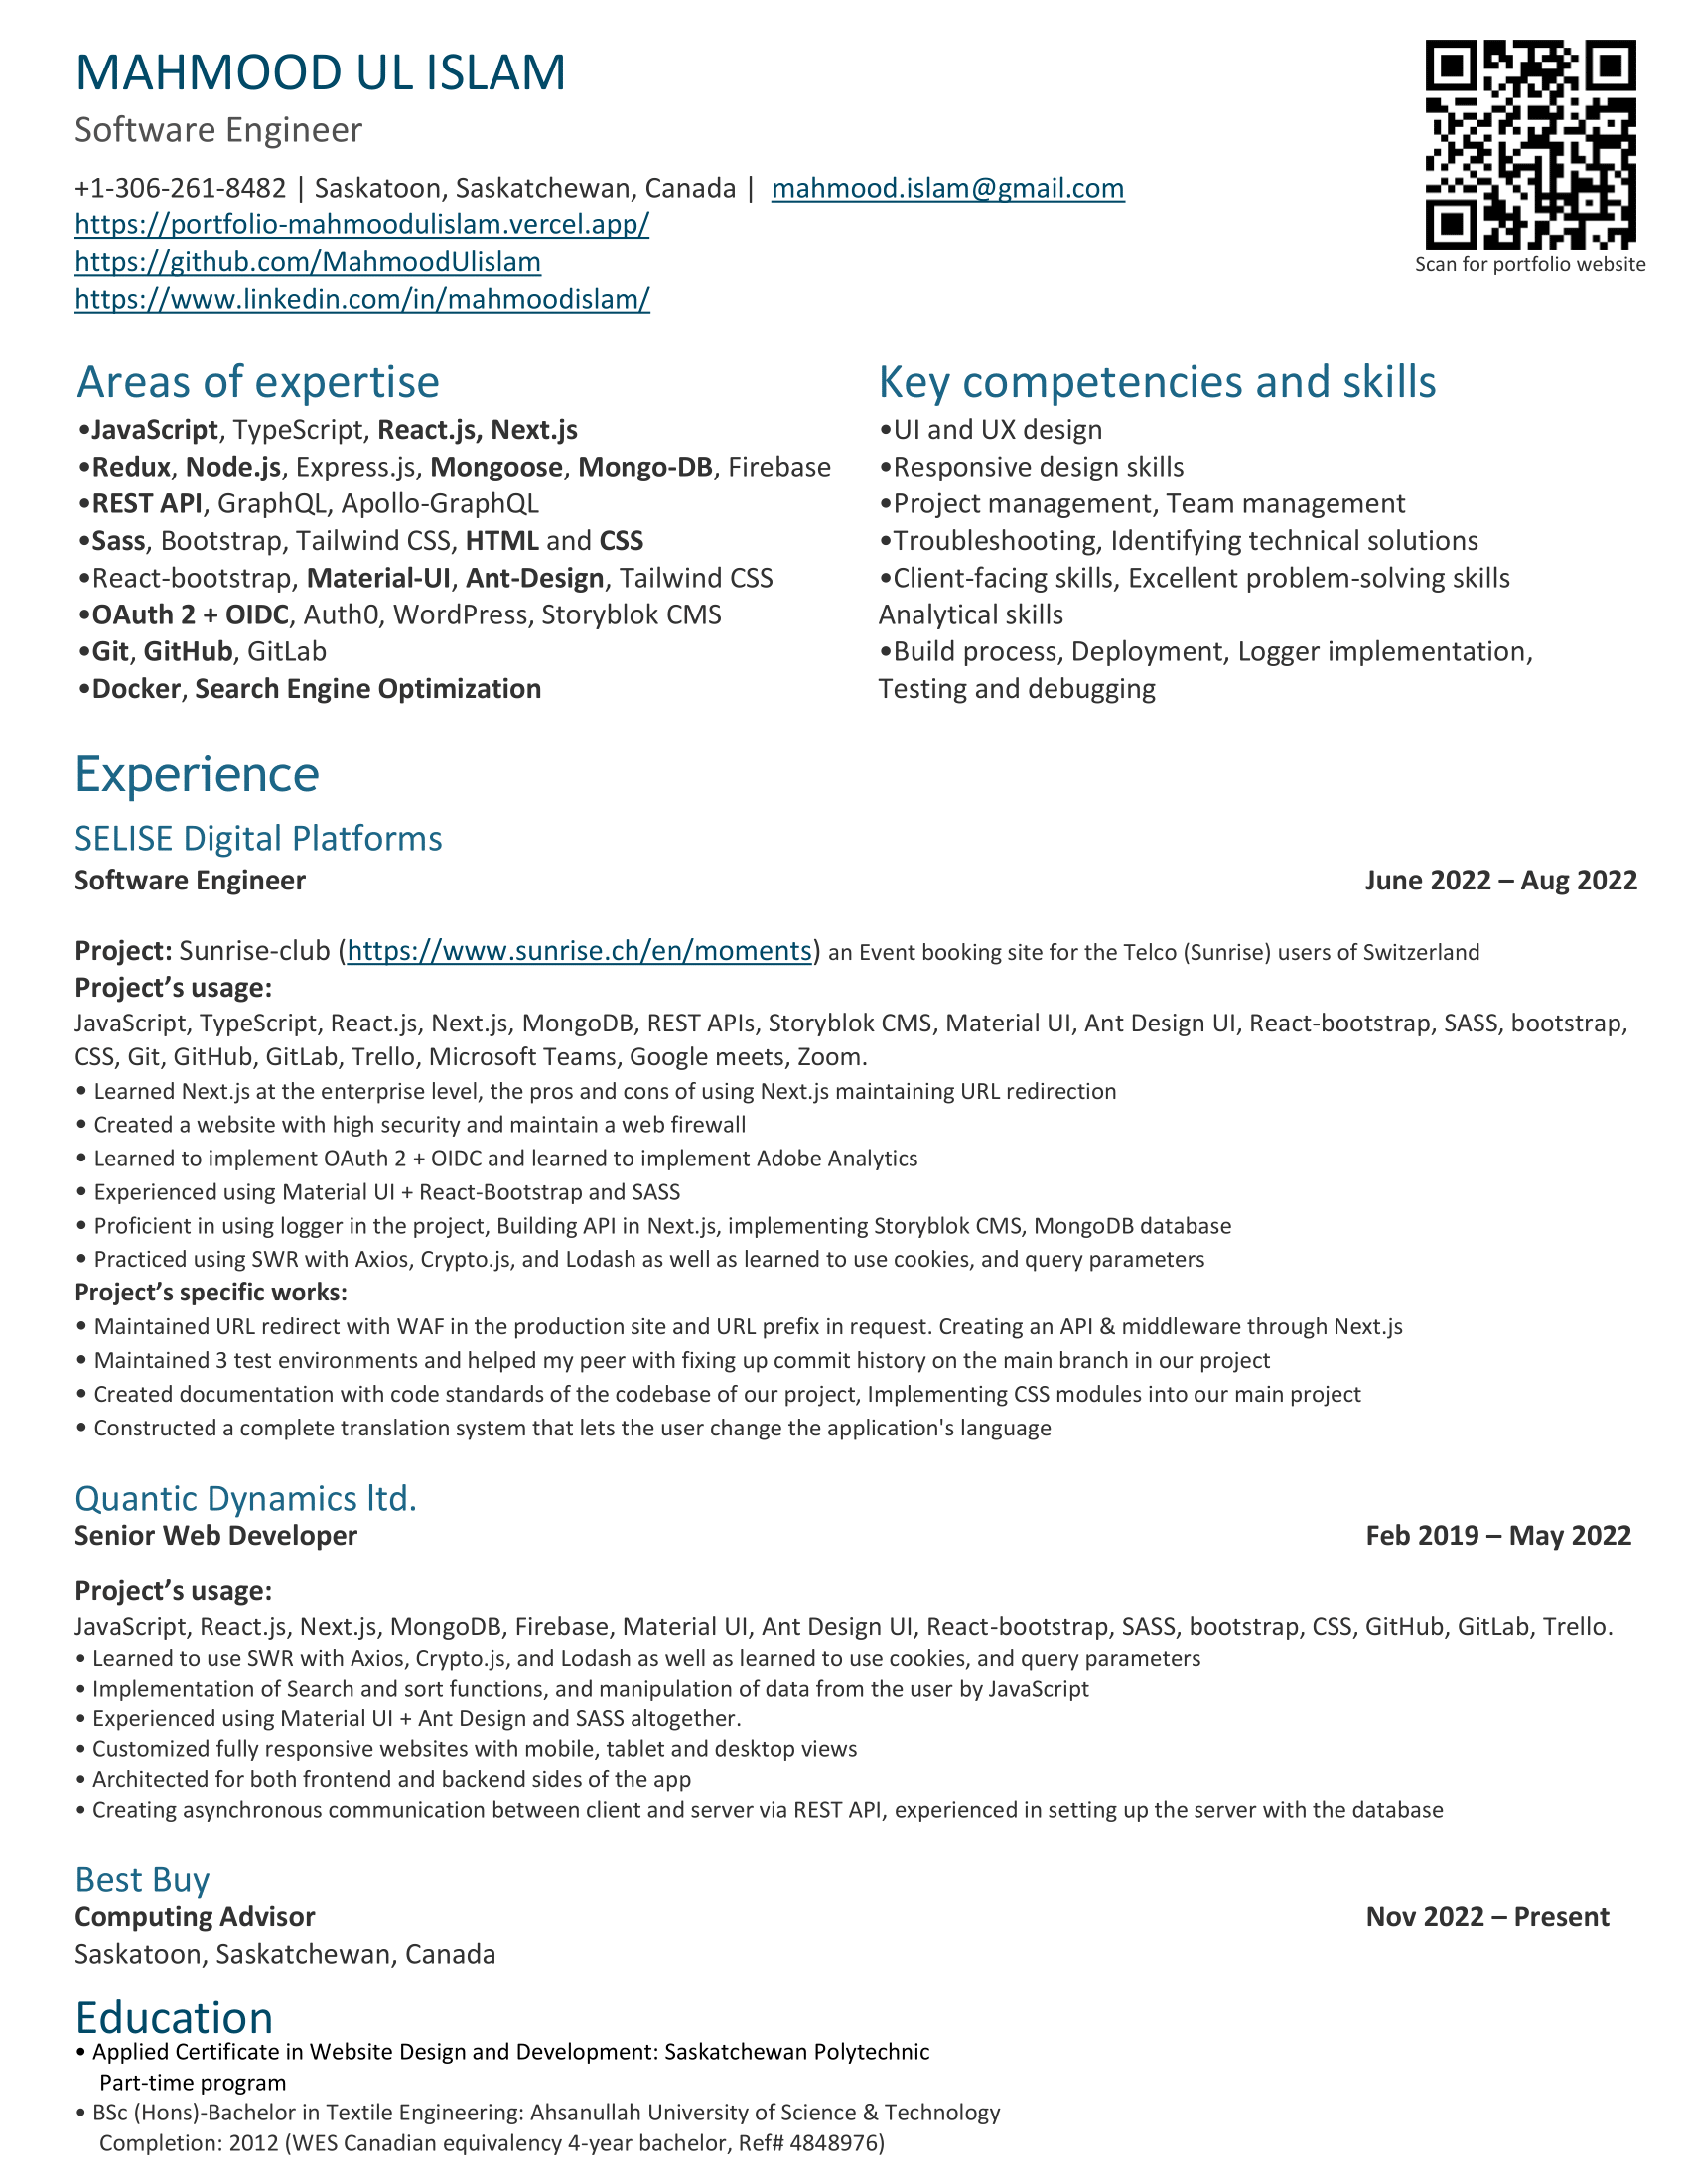 MAHMOOD UL ISLAM
Software Engineer
+1-306-261-8482 | Saskatoon, Saskatchewan, Canada | mahmood.islam@gmail.com
https://portfolio-mahmoodulislam.vercel.app/
https://github.com/MahmoodUlislam
https://www.linkedin.com/in/mahmoodislam/
Scan for portfolio website
Areas of expertise
•JavaScript, TypeScript, React.js, Next.js
•Redux, Node.js, Express.js, Mongoose, Mongo-DB, Firebase
•REST API, GraphQL, Apollo-GraphQL
•Sass, Bootstrap, Tailwind CSS, HTML and CSS
•React-bootstrap, Material-UI, Ant-Design, Tailwind CSS
•OAuth 2 + OIDC, Auth0, WordPress, Storyblok CMS
•Git, GitHub, GitLab
•Docker, Search Engine Optimization
Key competencies and skills
•UI and UX design
•Responsive design skills
•Project management, Team management
•Troubleshooting, Identifying technical solutions
•Client-facing skills, Excellent problem-solving skills
Analytical skills
•Build process, Deployment, Logger implementation,
Testing and debugging
Experience
SELISE Digital Platforms
Software Engineer June 2022 – Aug 2022
Project: Sunrise-club (https://www.sunrise.ch/en/moments) an Event booking site for the Telco (Sunrise) users of Switzerland
Project’s usage:
JavaScript, TypeScript, React.js, Next.js, MongoDB, REST APIs, Storyblok CMS, Material UI, Ant Design UI, React-bootstrap, SASS, bootstrap,
CSS, Git, GitHub, GitLab, Trello, Microsoft Teams, Google meets, Zoom.
• Learned Next.js at the enterprise level, the pros and cons of using Next.js maintaining URL redirection
• Created a website with high security and maintain a web firewall
• Learned to implement OAuth 2 + OIDC and learned to implement Adobe Analytics
• Experienced using Material UI + React-Bootstrap and SASS
• Proficient in using logger in the project, Building API in Next.js, implementing Storyblok CMS, MongoDB database
• Practiced using SWR with Axios, Crypto.js, and Lodash as well as learned to use cookies, and query parameters
Project’s specific works:
• Maintained URL redirect with WAF in the production site and URL prefix in request. Creating an API & middleware through Next.js
• Maintained 3 test environments and helped my peer with fixing up commit history on the main branch in our project
• Created documentation with code standards of the codebase of our project, Implementing CSS modules into our main project
• Constructed a complete translation system that lets the user change the application's language
Quantic Dynamics ltd.
Senior Web Developer Feb 2019 – May 2022
Project’s usage:
JavaScript, React.js, Next.js, MongoDB, Firebase, Material UI, Ant Design UI, React-bootstrap, SASS, bootstrap, CSS, GitHub, GitLab, Trello.
• Learned to use SWR with Axios, Crypto.js, and Lodash as well as learned to use cookies, and query parameters
• Implementation of Search and sort functions, and manipulation of data from the user by JavaScript
• Experienced using Material UI + Ant Design and SASS altogether.
• Customized fully responsive websites with mobile, tablet and desktop views
• Architected for both frontend and backend sides of the app
• Creating asynchronous communication between client and server via REST API, experienced in setting up the server with the database
Best Buy
Computing Advisor Nov 2022 – Present
Saskatoon, Saskatchewan, Canada
Education
• Applied Certificate in Website Design and Development: Saskatchewan Polytechnic
Part-time program
• BSc (Hons)-Bachelor in Textile Engineering: Ahsanullah University of Science & Technology
Completion: 2012 (WES Canadian equivalency 4-year bachelor, Ref# 4848976)